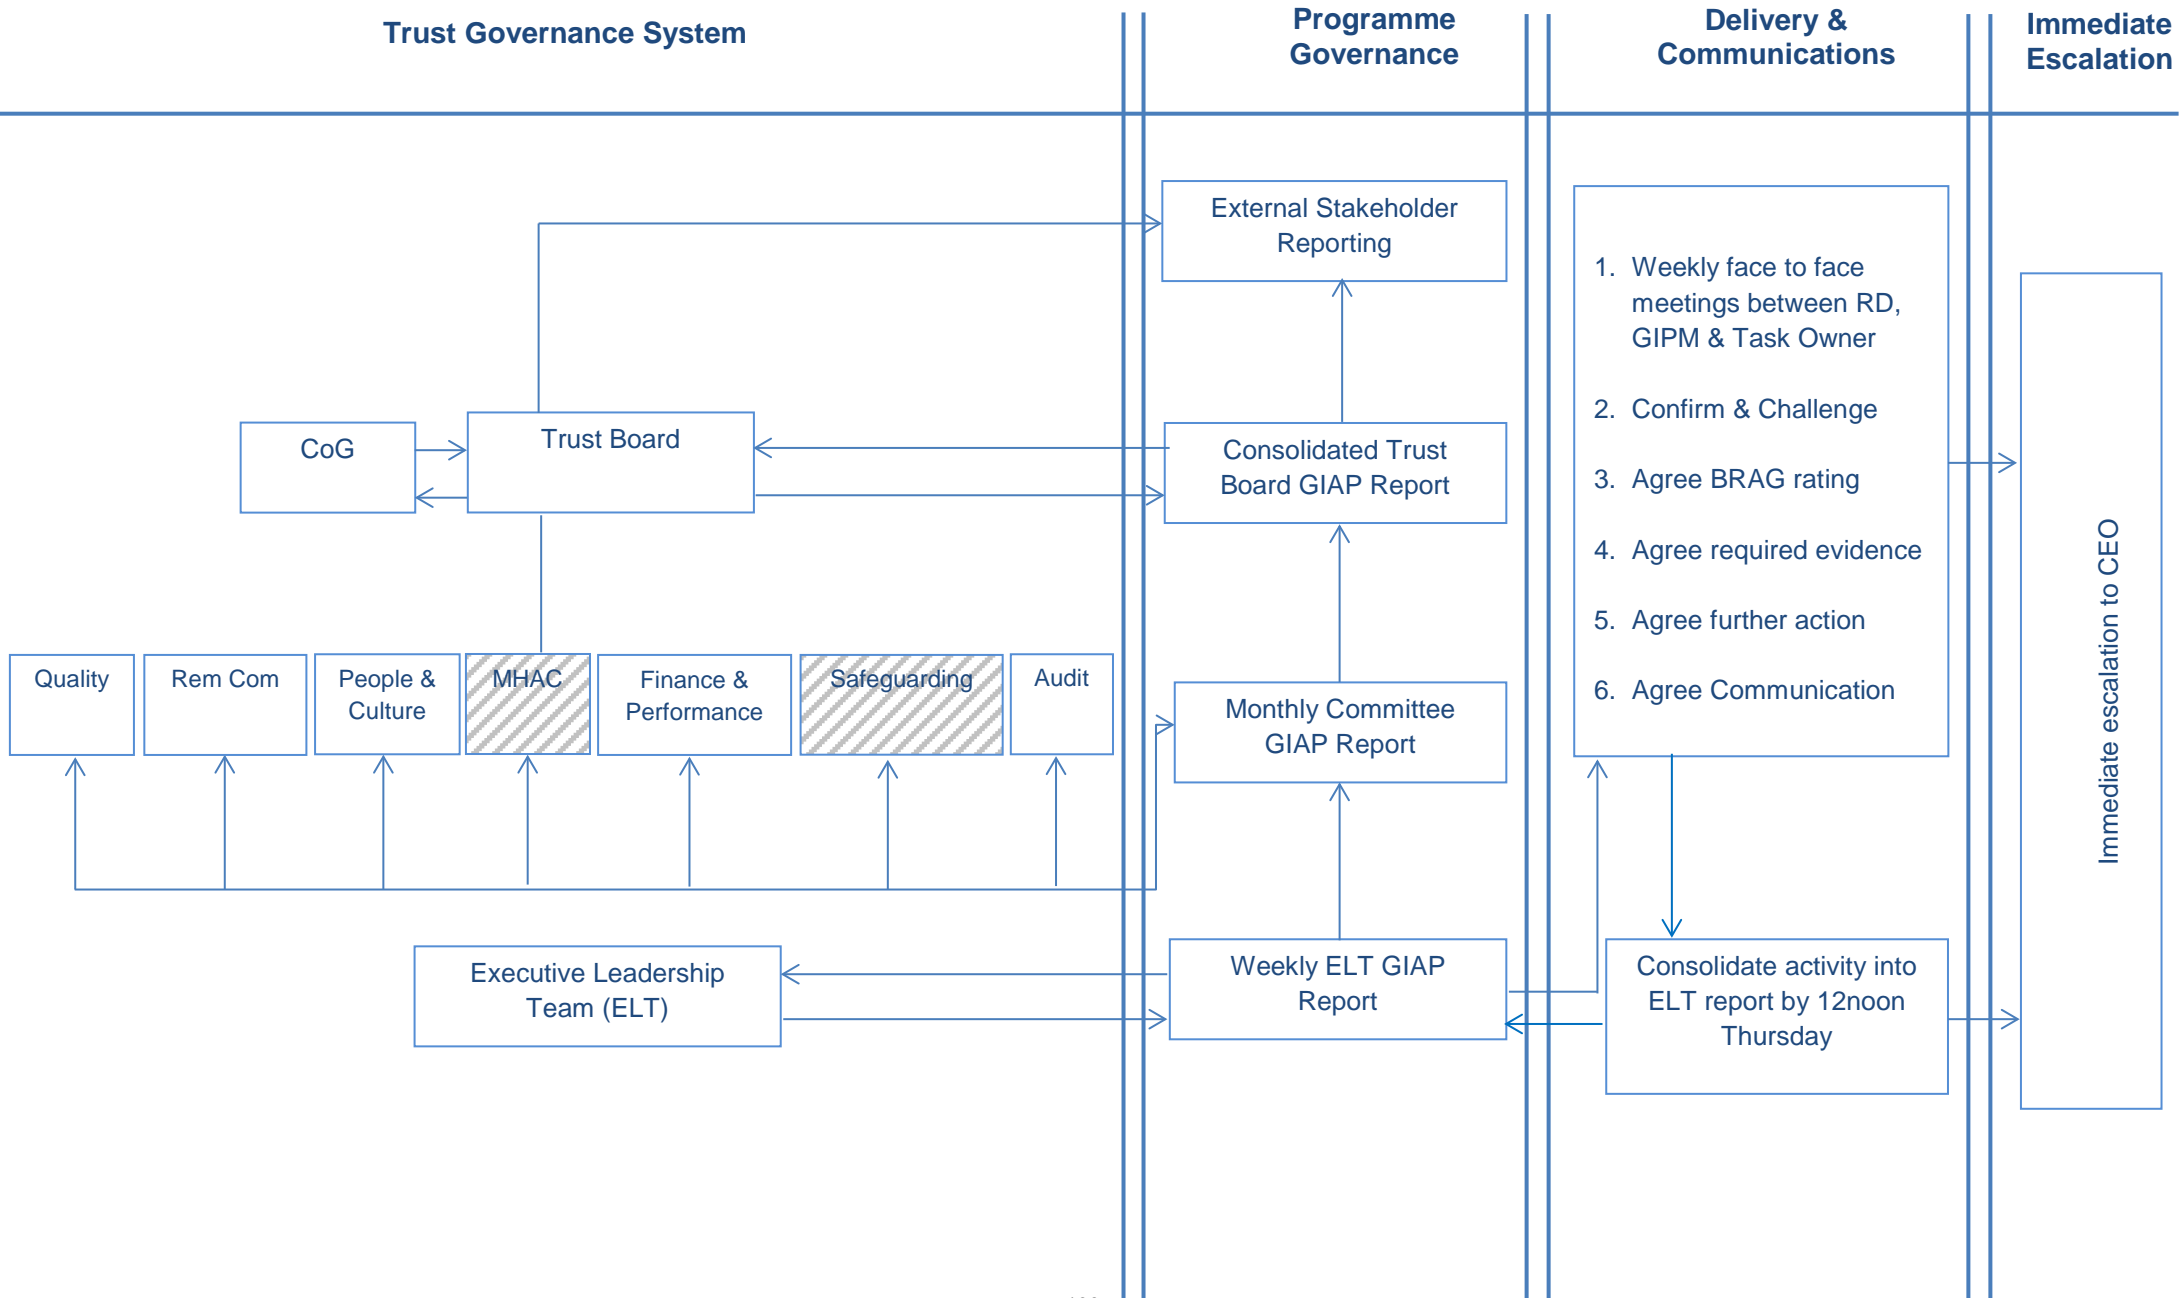 Trust Governance System
Programme
Governance
Delivery &
Communications
Immediate
Escalation
External Stakeholder
Reporting
1. Weekly face to face
meetings between RD,
GIPM & Task Owner
2. Confirm & Challenge
3. Agree BRAG rating
4. Agree required evidence
5. Agree further action
6. Agree Communication
CoG
Trust Board
Consolidated Trust
Board GIAP Report
Immediate escalation to CEO
Quality
Rem Com
People &
Culture
MHAC
Finance &
Performance
Safeguarding
Audit
Monthly Committee
GIAP Report
Executive Leadership
Team (ELT)
Weekly ELT GIAP
Report
Consolidate activity into
ELT report by 12noon
Thursday